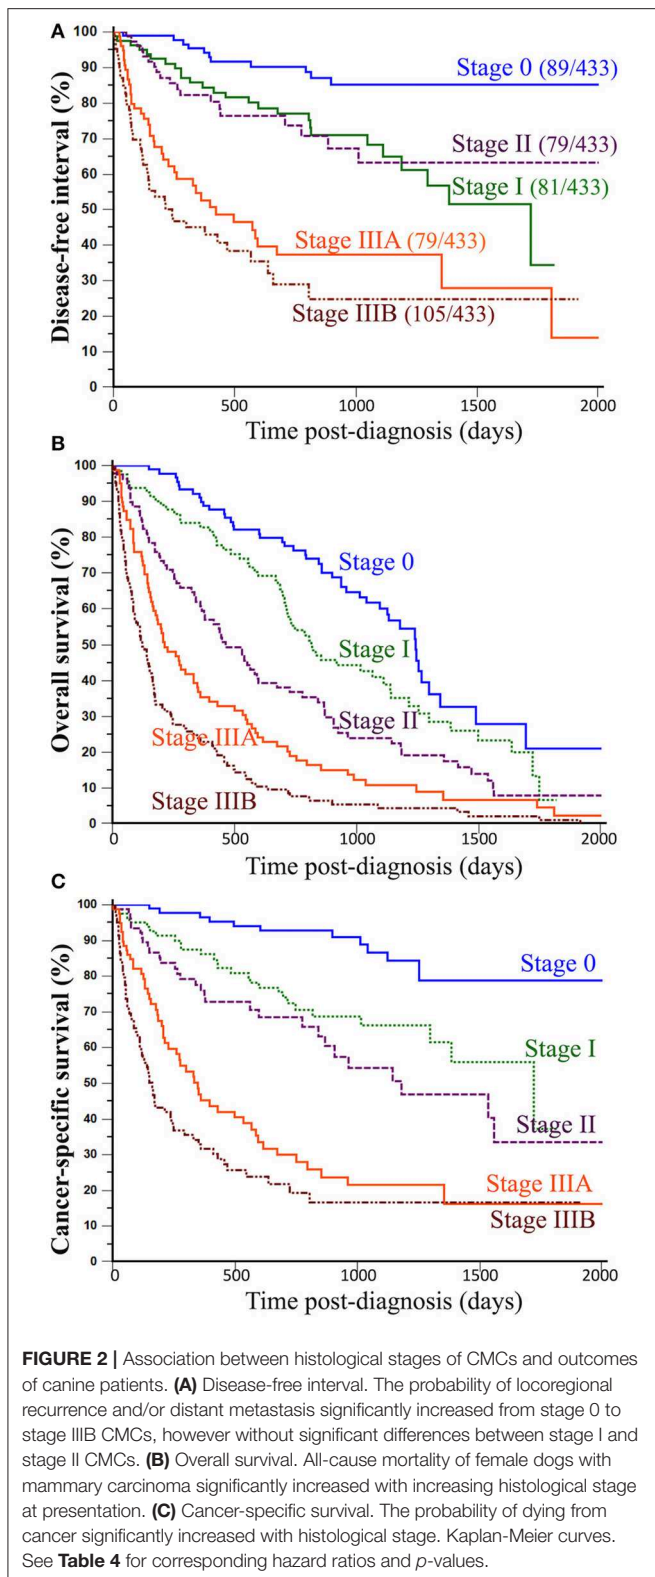 A
Disease-free interval (%)
100
90
80
70
60
50
40
30
20
10
0
Stage 0 (89/433)
Stage II (79/433)
Stage I (81/433)
Stage IIIA (79/433)
Stage IIIB (105/433)
0 500 1000 1500 2000
Time post-diagnosis (days)
B
Overall survival (%)
100
90
80
70
60
50
40
30
20
10
0
Stage 0
Stage I
Stage II
Stage IIIA
Stage IIIB
0 500 1000 1500 2000
Time post-diagnosis (days)
C
Cancer-specific survival (%)
100
90
80
70
60
50
40
30
20
10
0
Stage 0
Stage I
Stage II
Stage IIIA
Stage IIIB
0 500 1000 1500 2000
Time post-diagnosis (days)
FIGURE 2 | Association between histological stages of CMCs and outcomes
of canine patients. (A) Disease-free interval. The probability of locoregional
recurrence and/or distant metastasis significantly increased from stage 0 to
stage IIIB CMCs, however without significant differences between stage I and
stage II CMCs. (B) Overall survival. All-cause mortality of female dogs with
mammary carcinoma significantly increased with increasing histological stage
at presentation. (C) Cancer-specific survival. The probability of dying from
cancer significantly increased with histological stage. Kaplan-Meier curves.
See Table 4 for corresponding hazard ratios and p-values.